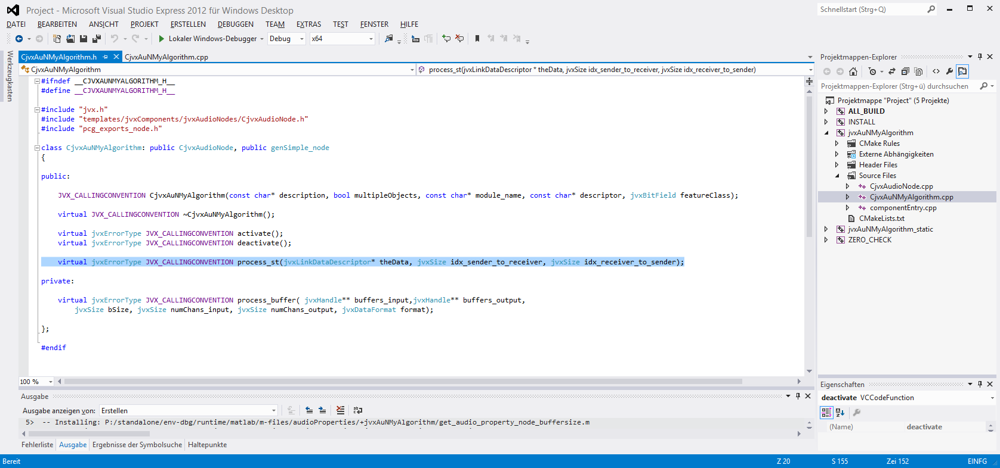 Project - Microsoft Visual Studio Express 2012 für Windows Desktop
Schnellstart (Strg+Q)
DATEI BEARBEITEN ANSICHT PROJEKT ERSTELLEN DEBUGGEN TEAM EXTRAS TEST FENSTER HILFE
Lokaler Windows-Debugger Debug x64
Werkzeugkasten
CjvxAuNMyAlgorithm.h CjvxAuNMyAlgorithm.cpp
CjvxAuNMyAlgorithm process_st(jvxLinkDataDescriptor * theData, jvxSize idx_sender_to_receiver, jvxSize idx_receiver_to_sender)
#ifndef __CJVXAUNMYALGORITHM_H__
#define __CJVXAUNMYALGORITHM_H__
#include "jvx.h"
#include "templates/jvxComponents/jvxAudioNodes/CjvxAudioNode.h"
#include "pcg_exports_node.h"
class CjvxAuNMyAlgorithm: public CjvxAudioNode, public genSimple_node
{
public:
JVX_CALLINGCONVENTION CjvxAuNMyAlgorithm(const char* description, bool multipleObjects, const char* module_name, const char* descriptor, jvxBitField featureClass);
virtual JVX_CALLINGCONVENTION ~CjvxAuNMyAlgorithm();
virtual jvxErrorType JVX_CALLINGCONVENTION activate();
virtual jvxErrorType JVX_CALLINGCONVENTION deactivate();
virtual jvxErrorType JVX_CALLINGCONVENTION process_st(jvxLinkDataDescriptor* theData, jvxSize idx_sender_to_receiver, jvxSize idx_receiver_to_sender);
private:
virtual jvxErrorType JVX_CALLINGCONVENTION process_buffer( jvxHandle** buffers_input,jvxHandle** buffers_output,
jvxSize bSize, jvxSize numChans_input, jvxSize numChans_output, jvxDataFormat format);
};
#endif
100 %
Ausgabe
Ausgabe anzeigen von: Erstellen
5> -- Installing: P:/standalone/env-dbg/runtime/matlab/m-files/audioProperties/+jvxAuNMyAlgorithm/get_audio_property_node_buffersize.m
Fehlerliste Ausgabe Ergebnisse der Symbolsuche Haltepunkte
Projektmappen-Explorer
Projektmappen-Explorer (Strg+ü) durchsuchen
Projektmappe "Project" (5 Projekte)
ALL_BUILD
INSTALL
jvxAuNMyAlgorithm
CMake Rules
Externe Abhängigkeiten
Header Files
Source Files
CjvxAudioNode.cpp
CjvxAuNMyAlgorithm.cpp
componentEntry.cpp
CMakeLists.txt
jvxAuNMyAlgorithm_static
ZERO_CHECK
Eigenschaften
deactivate VCCodeFunction
(Name) deactivate
Bereit Z 20 S 155 Zei 152 EINFG